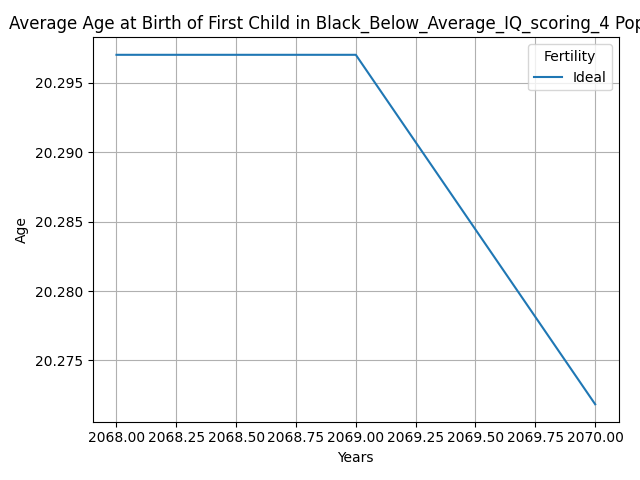 Average Age at Birth of First Child in Black_Below_Average_IQ_scoring_4 Pop
Fertility
Ideal
20.295
20.290
20.285
20.280
20.275
Age
2068.00 2068.25 2068.50 2068.75 2069.00 2069.25 2069.50 2069.75 2070.00
Years